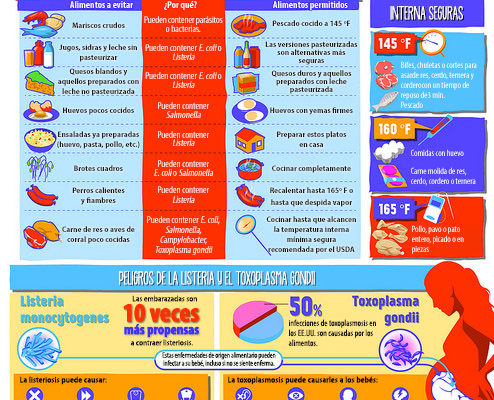 Alimentos a evitar
¿Por qué?
Alimentos permitidos
Mariscos crudos
Pueden contener parásitos
o bacterias.
Pescado cocido a 145 °F
Jugos, sidras y leche sin
pasteurizar
Pueden contener E. coli o
Listeria
Las versiones pasteurizadas
son alternativas más
seguras
Quesos blandos y
aquellos preparados con
leche no pasteurizada
Pueden contener E. coli o
Listeria
Quesos duros y aquellos
preparados con leche
pasteurizada
Huevos poco cocidos
Pueden contener
Salmonella
Huevos con yemas firmes
Ensaladas ya preparadas
(huevo, pasta, pollo, etc.)
Pueden contener
Listeria
Preparar estos platos
en casa
Brotes cuadros
Pueden contener
E. coli o Salmonella
Cocinar completamente
Perros calientes
y fiambres
Pueden contener
Listeria
Recalentar hasta 165° F o
hasta que despida vapor
Carne de res o aves de
corral poco cocidas
Pueden contener E. coli,
Salmonella,
Campylobacter,
Toxoplasma gondii
Cocinar hasta que alcancen
la temperatura interna
mínima segura
recomendada por el USDA
INTERNA SEGURAS
145 °F
Bifes, chuletas o cortes para
asadde res, cerdo, ternera y
cordercon un tiempo de
reposo de3 min.
Pescado
160 °F
Comidas con huevo
Carne molida de res,
cerdo, cordero o ternera
165 °F
Pollo, pavo o pato
entero, picado o en
piezas
PELIGROS DE LA LISTERIA Y EL TOXOPLASMA GONDII
Listeria
monocytogenes
Las embarazadas son
10 veces
más propensas
a contraer listeriosis.
50%
infecciones de toxoplasmosis en
los EE.UU. son causadas por los
alimentos.
Toxoplasma
gondii
Estas enfermedades de origen alimentario pueden
infectar a su bebé, incluso si no se siente enferma.
La listeriosis puede causar:
La toxoplasmosis puede causarles a los bebés: